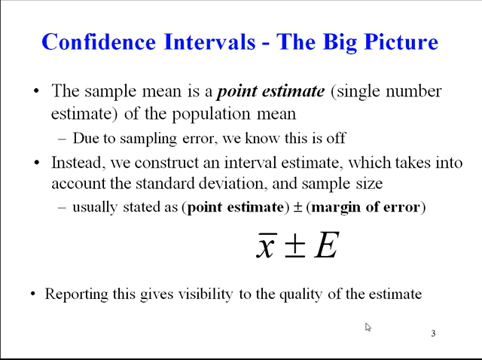 Confidence Intervals - The Big Picture
• The sample mean is a point estimate (single number
estimate) of the population mean
– Due to sampling error, we know this is off
• Instead, we construct an interval estimate, which takes into
account the standard deviation, and sample size
– usually stated as (point estimate) ± (margin of error)
x̅ ± E
• Reporting this gives visibility to the quality of the estimate
3